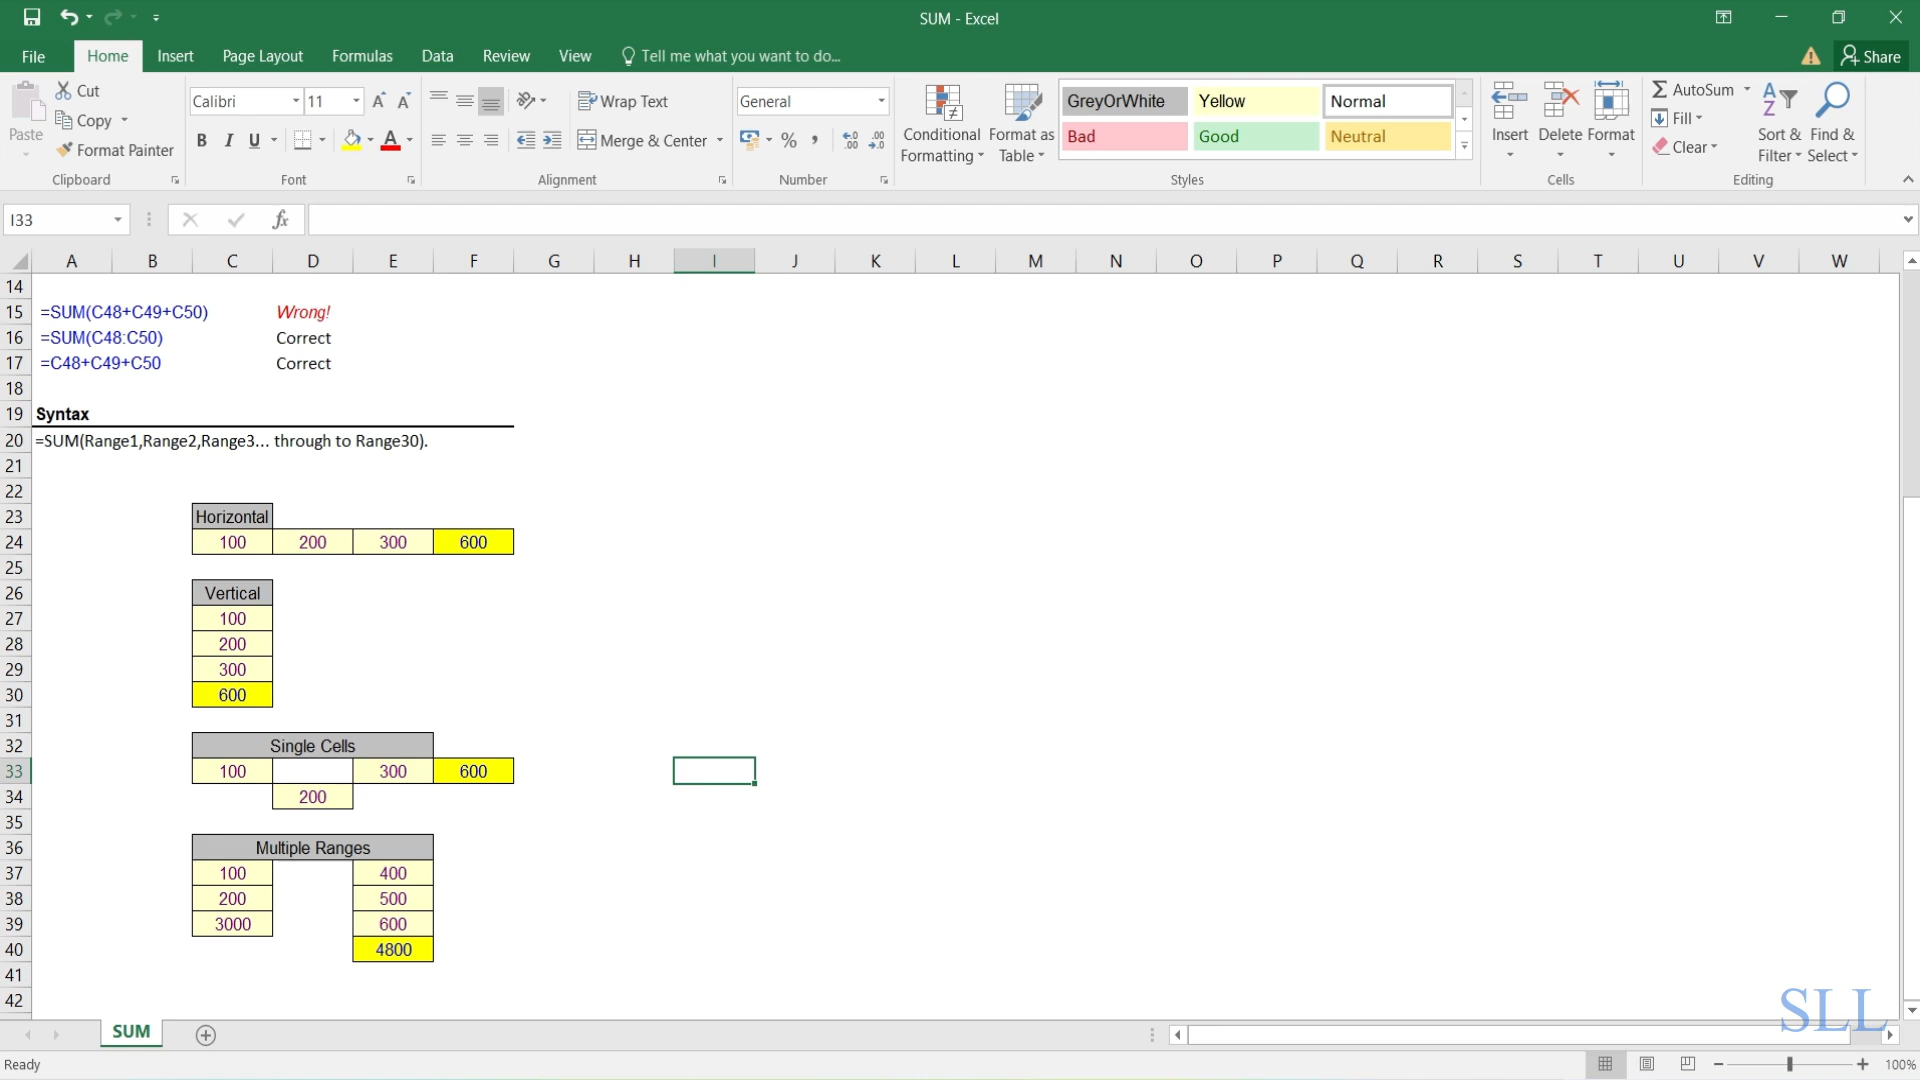 SUM - Excel
File Home Insert Page Layout Formulas Data Review View Tell me what you want to do... Share
Paste Cut
Copy
Format Painter
Clipboard
Calibri 11
B I U A
Font
Wrap Text
Merge & Center
Alignment
General
% ,
Number
Conditional Formatting
Format as Table
GreyOrWhite Yellow Normal
Bad Good Neutral
Styles
Insert Delete Format
Cells
AutoSum
Fill
Clear
Sort & Filter
Find & Select
Editing
I33 fx
A B C D E F G H I J K L M N O P Q R S T U V W
14
15 =SUM(C48+C49+C50) Wrong!
16 =SUM(C48:C50) Correct
17 =C48+C49+C50 Correct
18
19 Syntax
20 =SUM(Range1,Range2,Range3... through to Range30).
21
22
23 Horizontal
24 100 200 300 600
25
26 Vertical
27 100
28 200
29 300
30 600
31
32 Single Cells
33 100 300 600
34 200
35
36 Multiple Ranges
37 100 400
38 200 500
39 3000 600
40 4800
41
42
SLL
SUM
Ready 100%